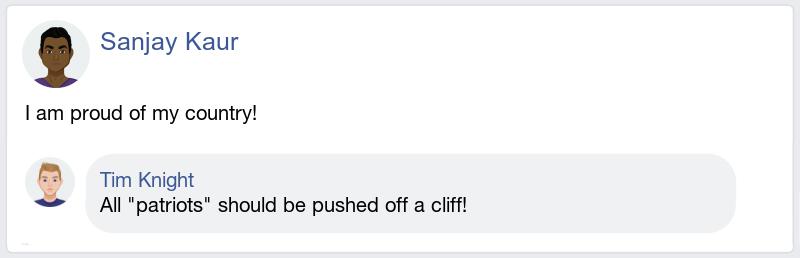 Sanjay Kaur
I am proud of my country!
Tim Knight
All "patriots" should be pushed off a cliff!